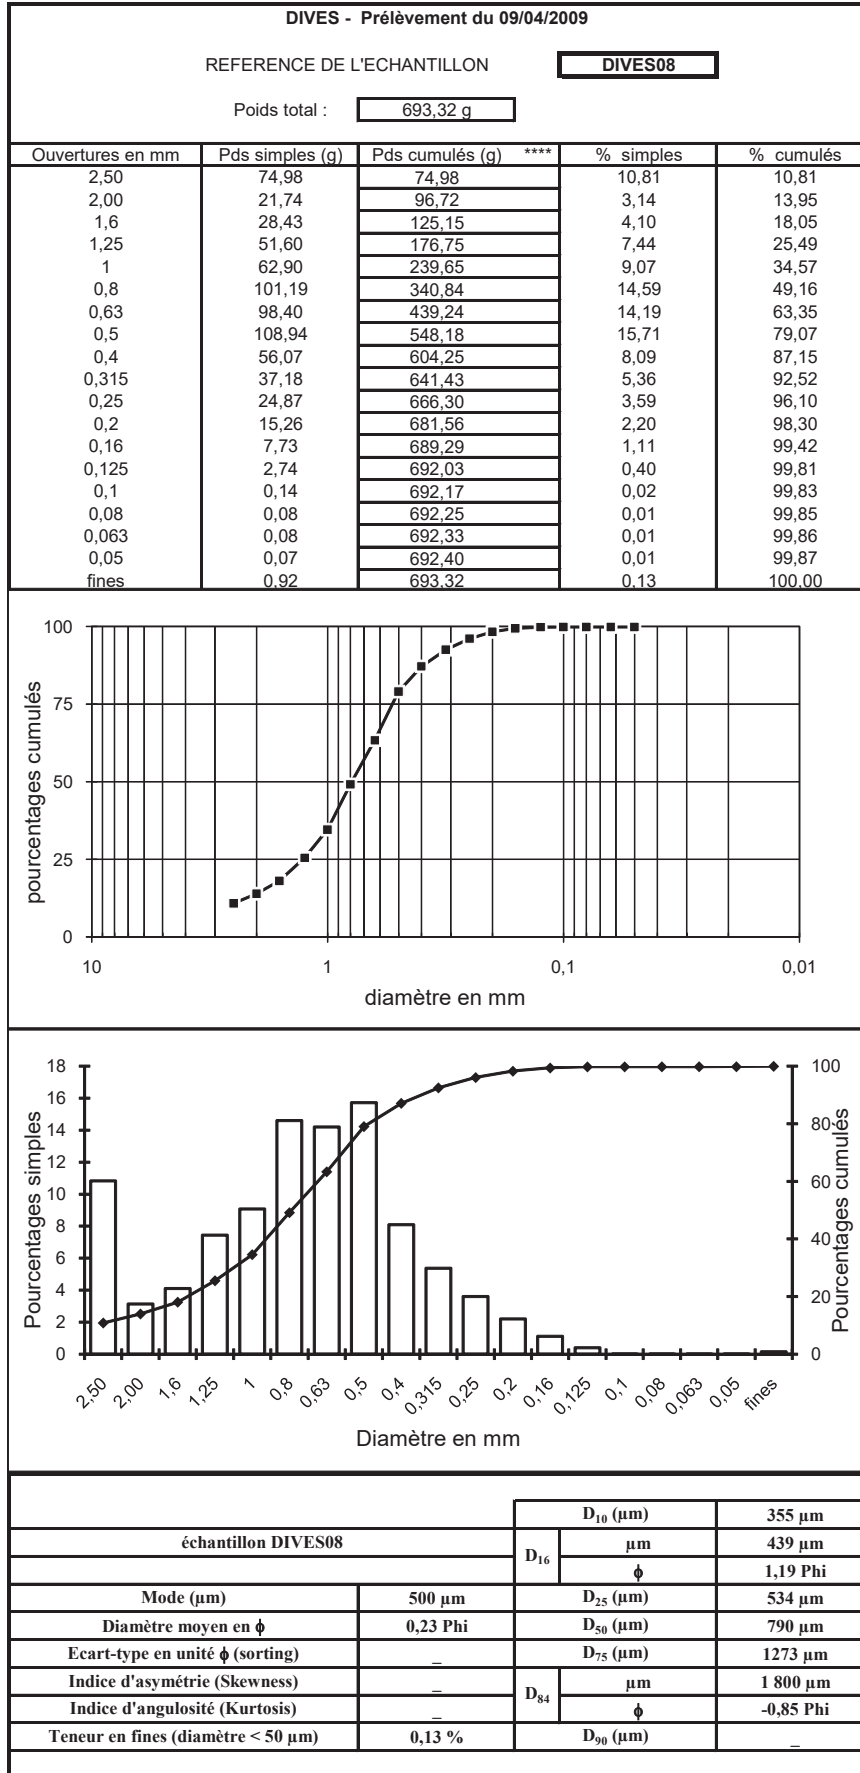 DIVES - Prélèvement du 09/04/2009
REFERENCE DE L'ECHANTILLON DIVES08
Poids total : 693,32 g
Ouvertures en mm Pds simples (g) Pds cumulés (g) **** % simples % cumulés
2,50 74,98 74,98 10,81 10,81
2,00 21,74 96,72 3,14 13,95
1,6 28,43 125,15 4,10 18,05
1,25 51,60 176,75 7,44 25,49
1 62,90 239,65 9,07 34,57
0,8 101,19 340,84 14,59 49,16
0,63 98,40 439,24 14,19 63,35
0,5 108,94 548,18 15,71 79,07
0,4 56,07 604,25 8,09 87,15
0,315 37,18 641,43 5,36 92,52
0,25 24,87 666,30 3,59 96,10
0,2 15,26 681,56 2,20 98,30
0,16 7,73 689,29 1,11 99,42
0,125 2,74 692,03 0,40 99,81
0,1 0,14 692,17 0,02 99,83
0,08 0,08 692,25 0,01 99,85
0,063 0,08 692,33 0,01 99,86
0,05 0,07 692,40 0,01 99,87
fines 0,92 693,32 0,13 100,00
pourcentages cumulés
100
75
50
25
0
10 1 0,1 0,01
diamètre en mm
Pourcentages simples
18
16
14
12
10
8
6
4
2
0
100
80
60
40
20
0
Pourcentages cumulés
2,50 2,00 1,6 1,25 1 0,8 0,63 0,5 0,4 0,315 0,25 0,2 0,16 0,125 0,1 0,08 0,063 0,05 fines
Diamètre en mm
D10 (µm) 355 µm
échantillon DIVES08 D16 µm 439 µm
ϕ 1,19 Phi
Mode (µm) 500 µm D25 (µm) 534 µm
Diamètre moyen en ϕ 0,23 Phi D50 (µm) 790 µm
Ecart-type en unité ϕ (sorting) _ D75 (µm) 1273 µm
Indice d'asymétrie (Skewness) _ D84 µm 1 800 µm
Indice d'angulosité (Kurtosis) _ ϕ -0,85 Phi
Teneur en fines (diamètre < 50 µm) 0,13 % D90 (µm) _